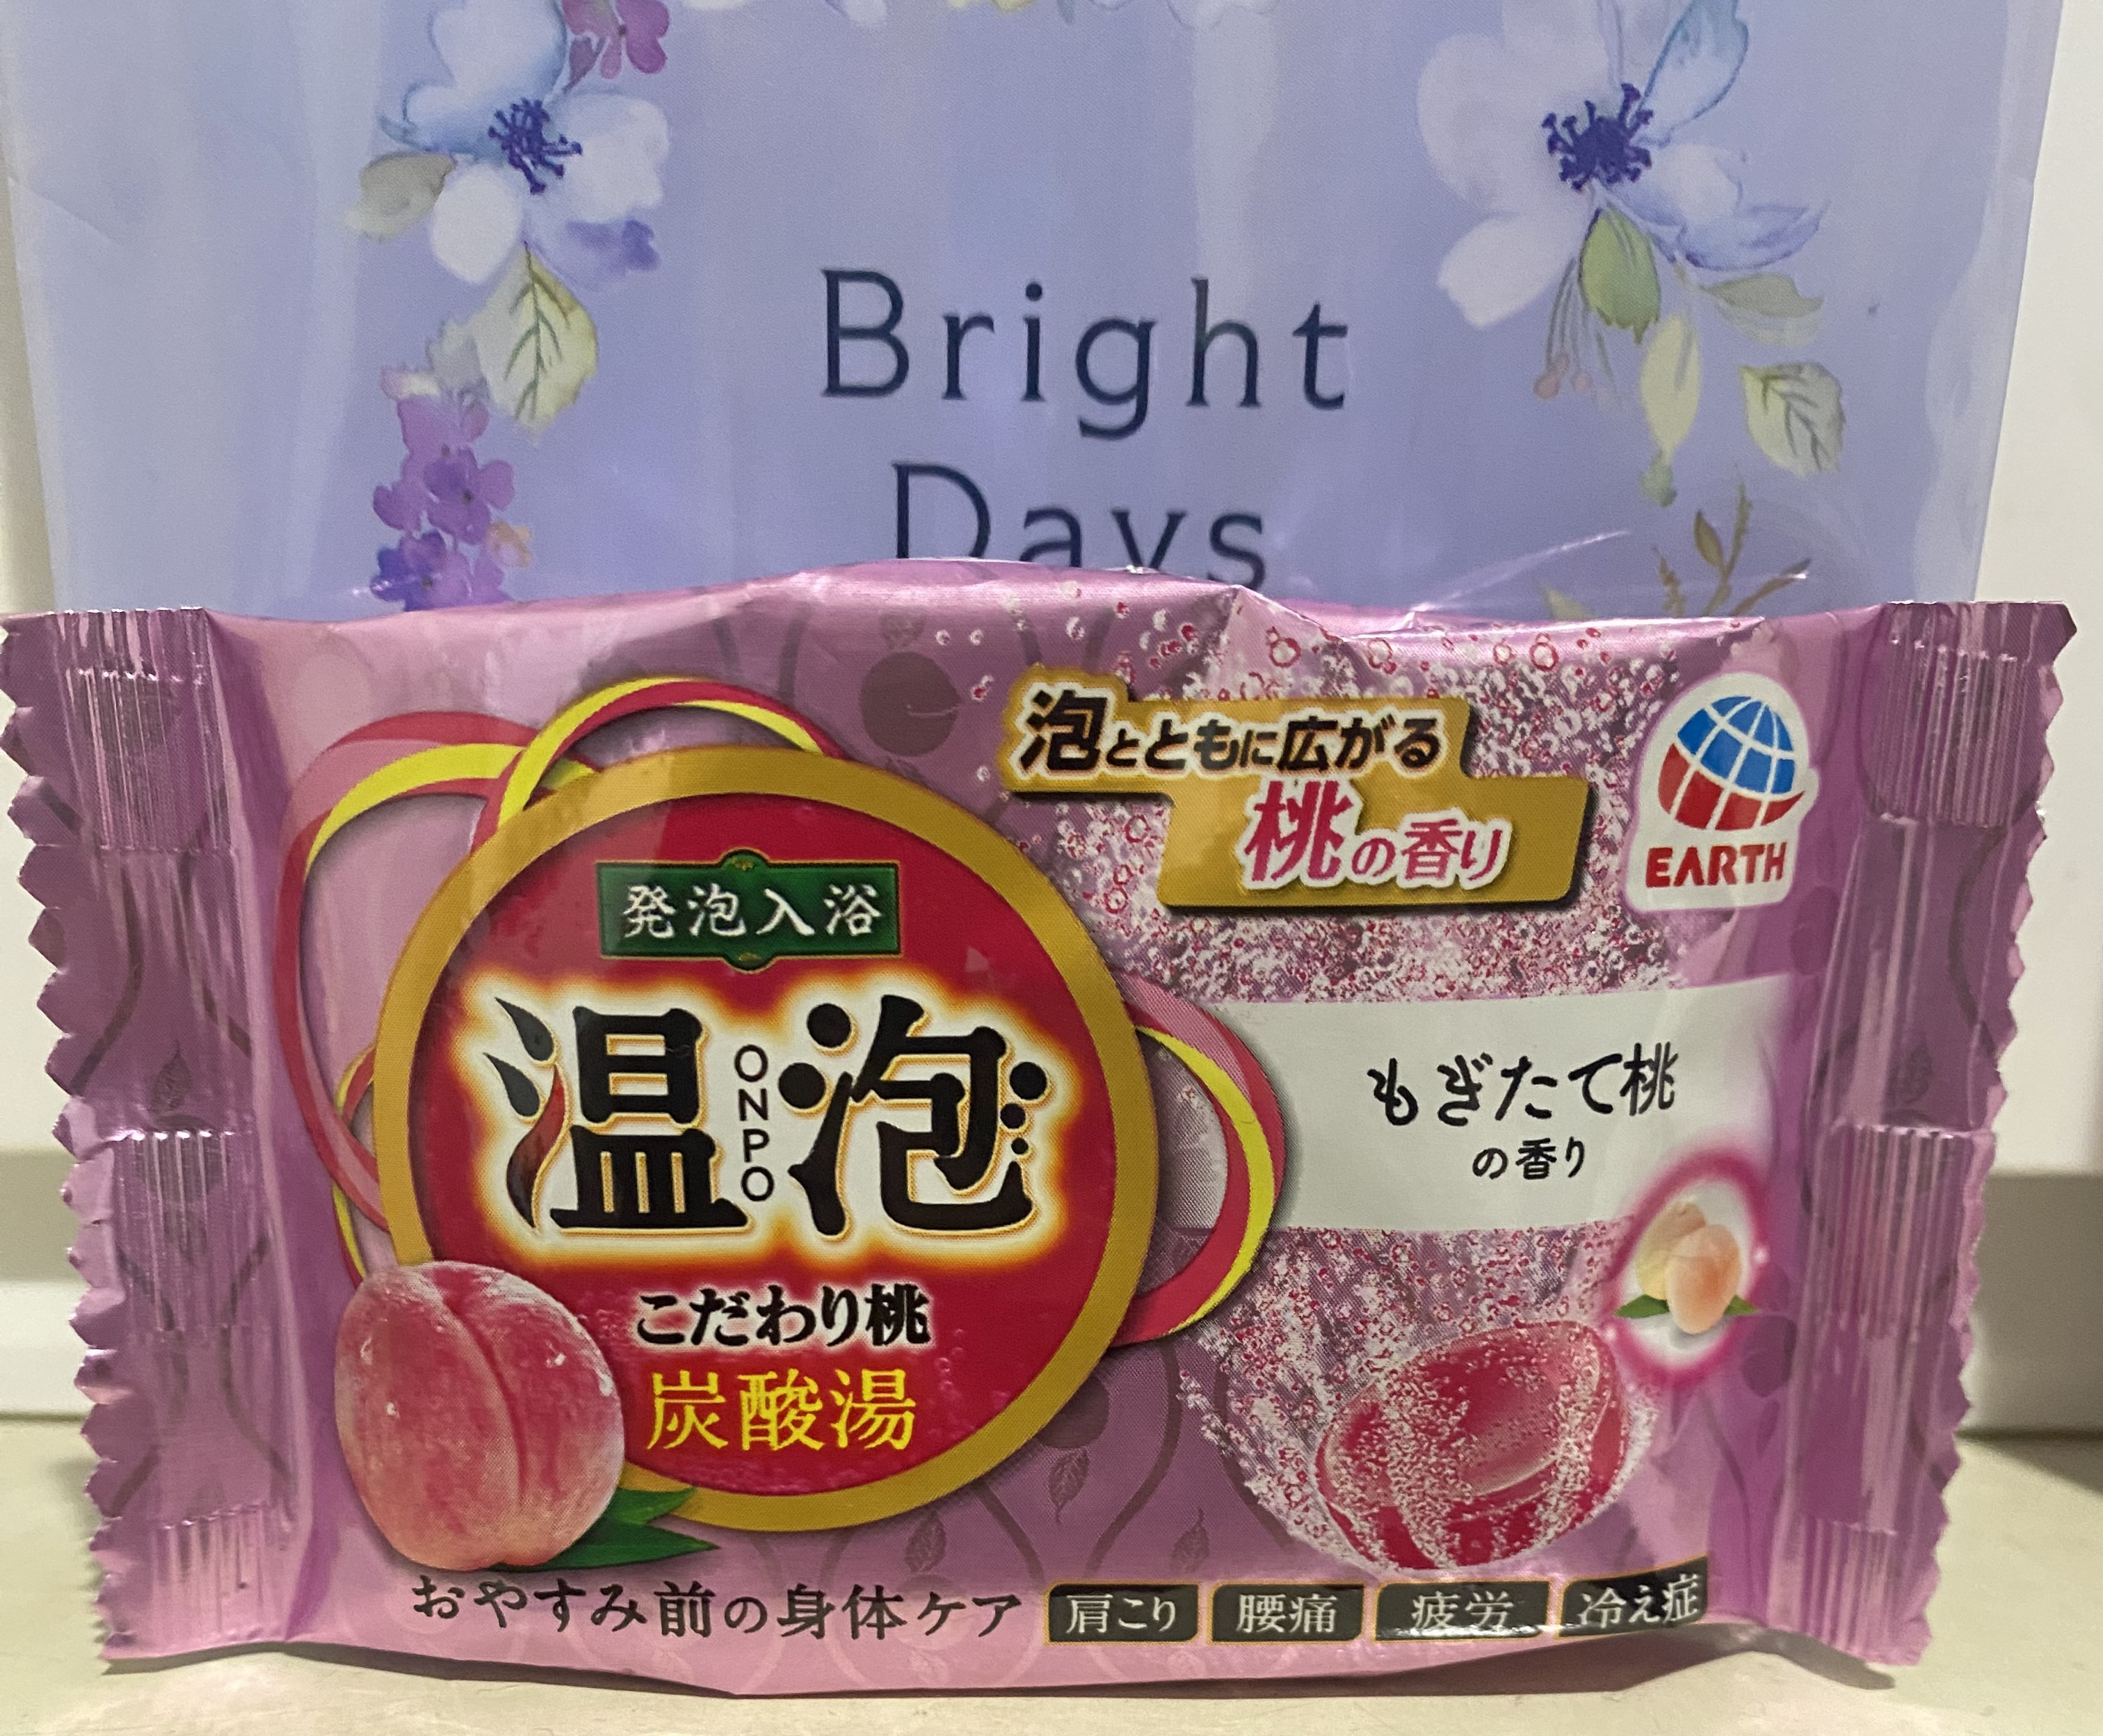 Bright
Days
泡とともに広がる
桃の香り
EARTH
発泡入浴
温泡
ONPO
こだわり桃
炭酸湯
もぎたて桃
の香り
おやすみ前の身体ケア
肩こり
腰痛
疲労
冷え症